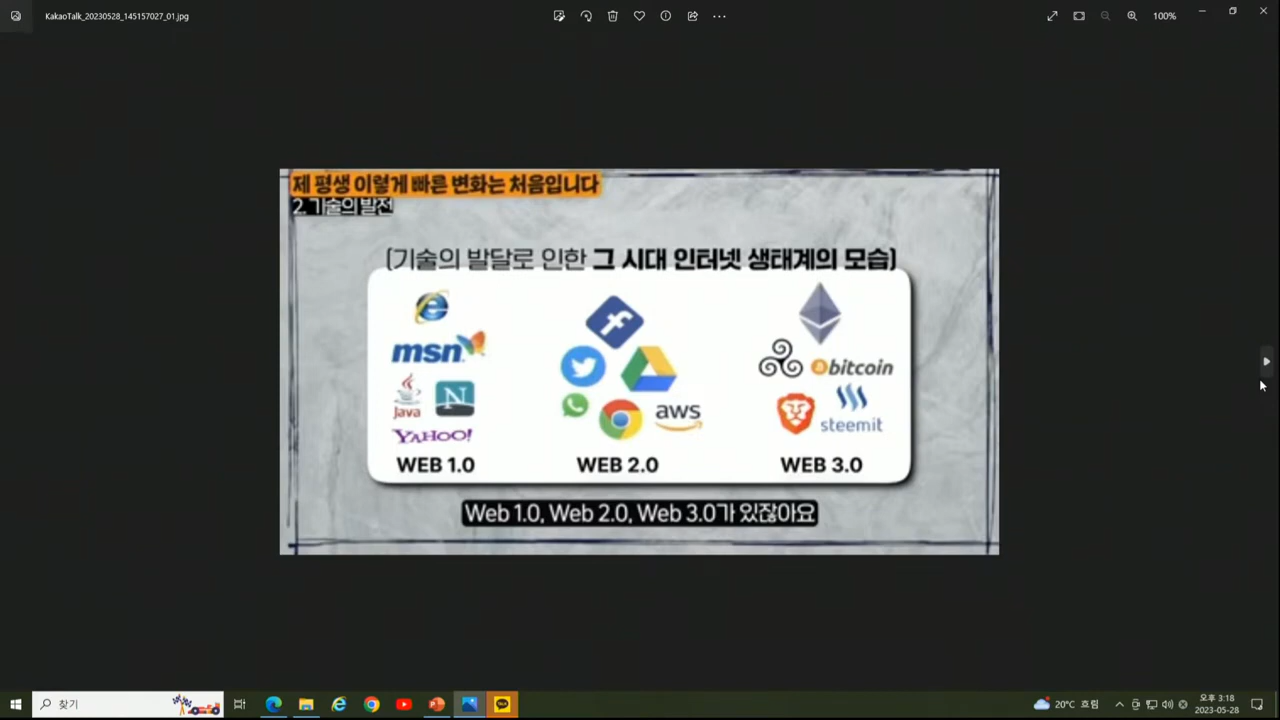 KakaoTalk_20230528_145157027_01.jpg
100%
제 평생 이렇게 빠른 변화는 처음입니다
2. 기술의 발전
(기술의 발달로 인한 그 시대 인터넷 생태계의 모습)
msn
Java
N
YAHOO!
WEB 1.0
f
aws
WEB 2.0
bitcoin
steemit
WEB 3.0
Web 1.0, Web 2.0, Web 3.0가 있잖아요
찾기
20°C 흐림
오후 3:18
2023-05-28